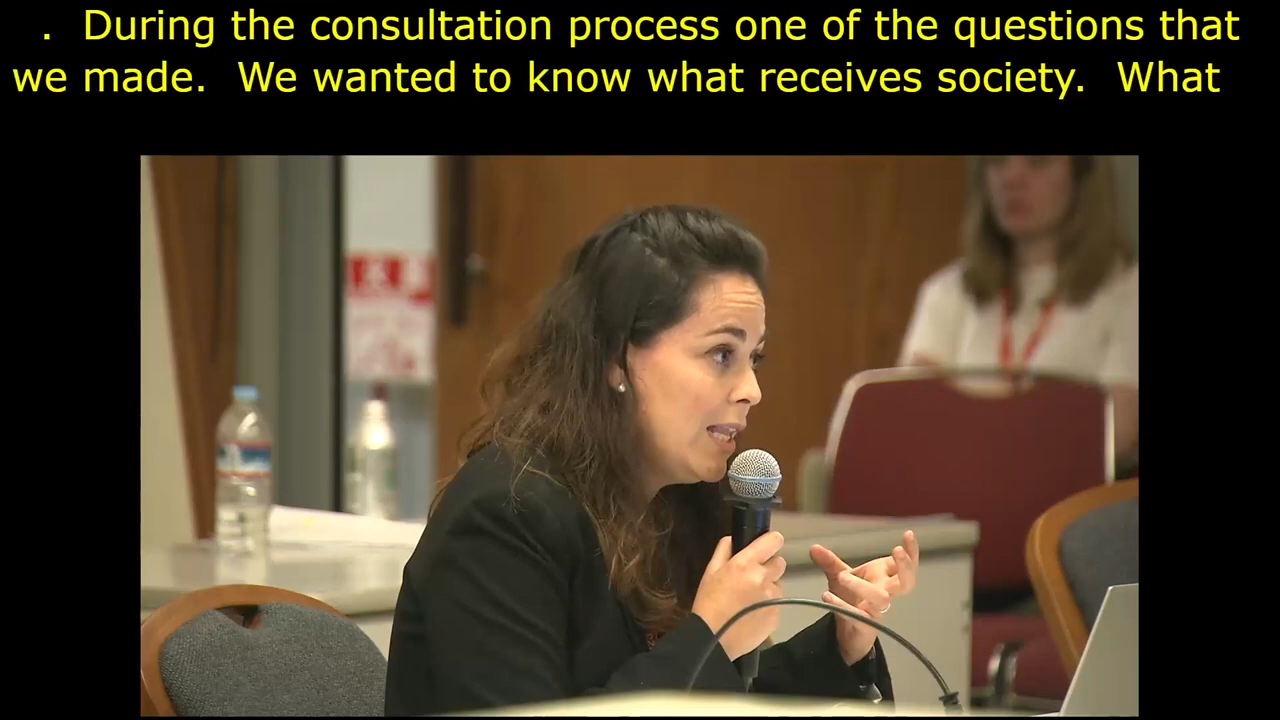 . During the consultation process one of the questions that
we made. We wanted to know what receives society. What